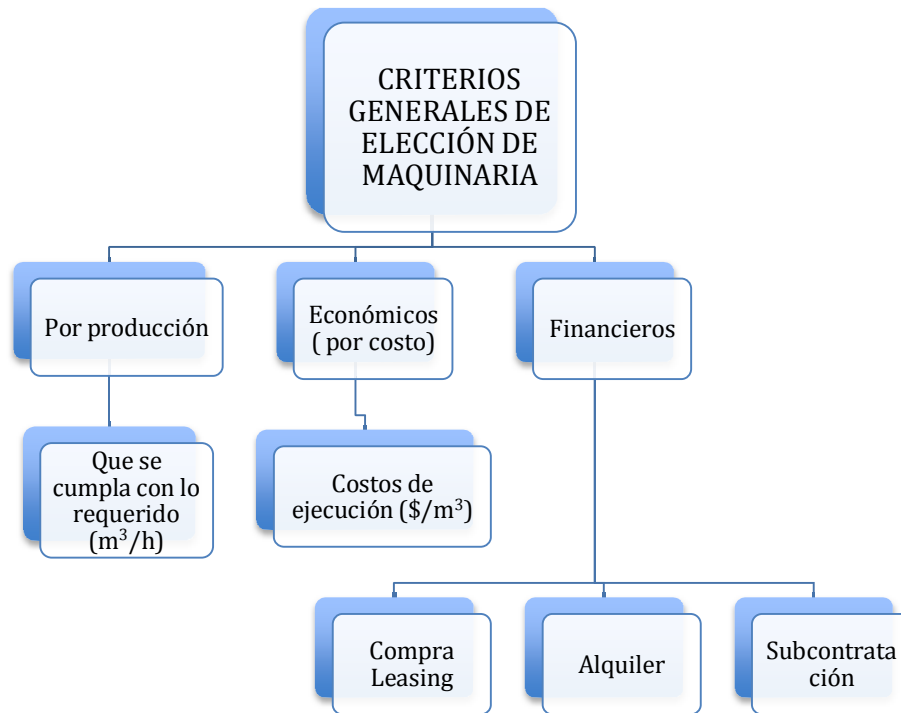 CRITERIOS
GENERALES DE
ELECCIÓN DE
MAQUINARIA
Por producción
Económicos
( por costo)
Financieros
Que se
cumpla con lo
requerido
(m³/h)
Costos de
ejecución ($/m³)
Compra
Leasing
Alquiler
Subcontrata
ción